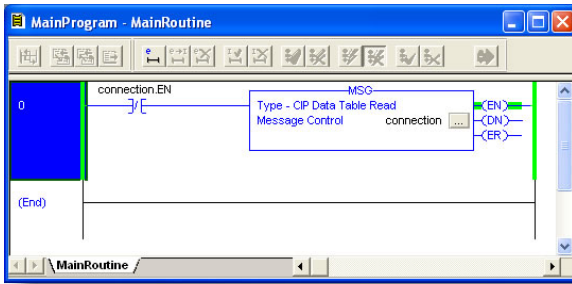 MainProgram - MainRoutine
0
connection.EN
MSG
Type - CIP Data Table Read
Message Control connection ...
EN
DN
ER
(End)
MainRoutine